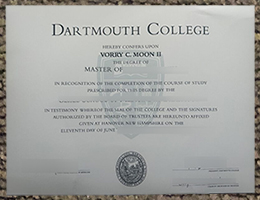 DARTMOUTH COLLEGE
HEREBY CONFERS UPON
VORRY C. MOON II
THE DEGREE OF
MASTER OF
IN RECOGNITION OF THE COMPLETION OF THE COURSE OF STUDY
PRESCRIBED FOR THIS DEGREE BY THE
IN TESTIMONY WHEREOF THE SEAL OF THE COLLEGE AND THE SIGNATURES
AUTHORIZED BY THE BOARD OF TRUSTEES ARE HEREUNTO AFFIXED
GIVEN AT HANOVER NEW HAMPSHIRE ON THE
ELEVENTH DAY OF JUNE